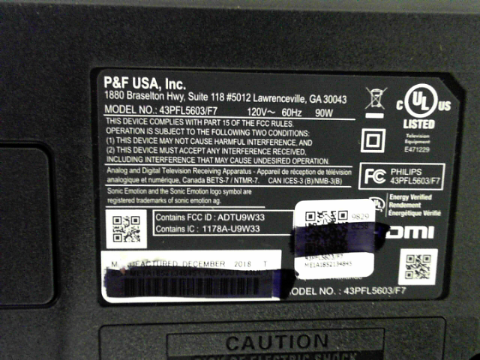 P&F USA, Inc.
1880 Braselton Hwy, Suite 118 #5012 Lawrenceville, GA 30043
MODEL NO.: 43PFL5603/F7 120V~ 60Hz 90W
THIS DEVICE COMPLIES WITH PART 15 OF THE FCC RULES.
OPERATION IS SUBJECT TO THE FOLLOWING TWO CONDITIONS:
(1) THIS DEVICE MAY NOT CAUSE HARMFUL INTERFERENCE, AND
(2) THIS DEVICE MUST ACCEPT ANY INTERFERENCE RECEIVED,
INCLUDING INTERFERENCE THAT MAY CAUSE UNDESIRED OPERATION.
Analog and Digital Television Receiving Apparatus - Appareils de télévision
analogique et numérique, Canada BETS-7 / NTMR-7. CAN ICES-3 (B)/NMB-3(B)
Sonic Emotion and the Sonic Emotion logo symbol are
registered trademarks of sonic emotion ag.
Contains FCC ID: ADTU9W33
Contains IC : 1178A-U9W33
C UL US
LISTED
Television
Equipment
E471229
FC
PHILIPS
43PFL5603/F7
Energy Verified
Rendement
Énergétique Vérifié
DECEMBER 2018
MODEL NO.: 43PFL5603/F7
CAUTION